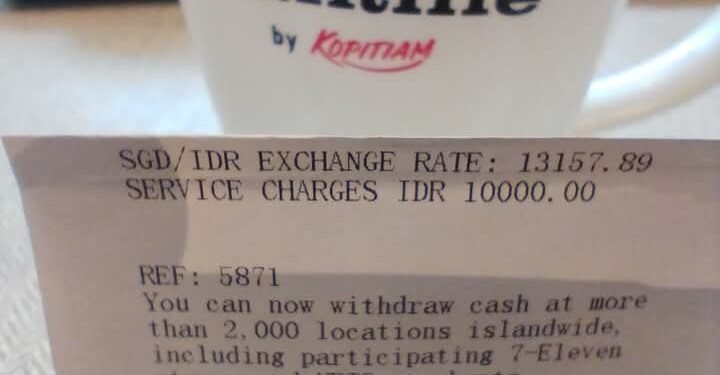 by KOPITIAM
SGD/IDR EXCHANGE RATE: 13157.89
SERVICE CHARGES IDR 10000.00
REF: 5871
You can now withdraw cash at more
than 2,000 locations islandwide,
including participating 7-Eleven